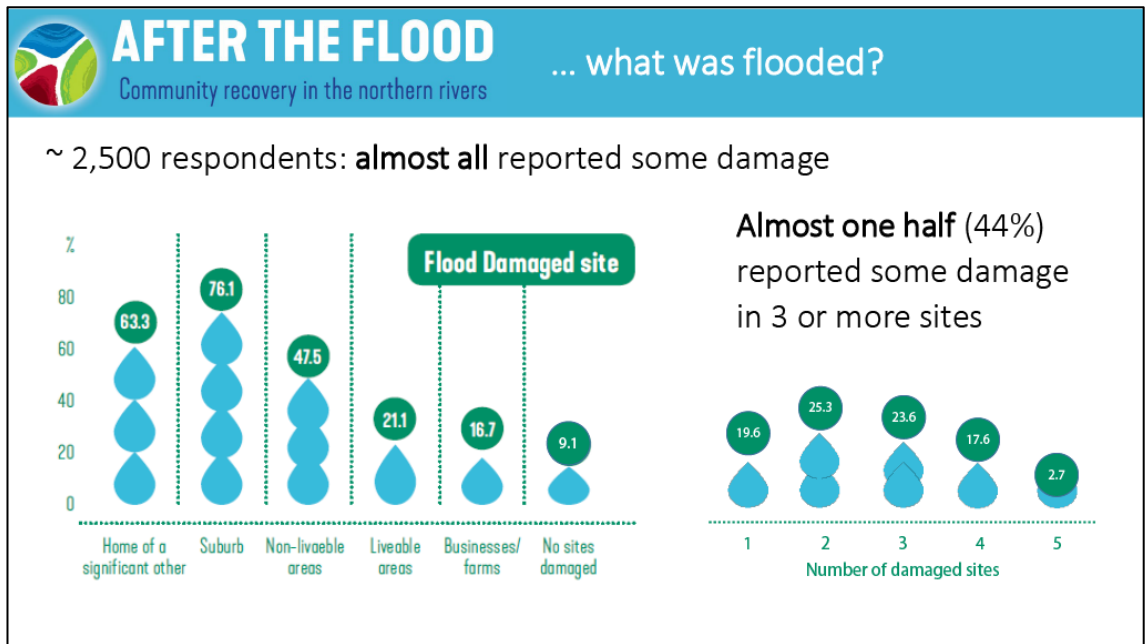 AFTER THE FLOOD
Community recovery in the northern rivers
... what was flooded?
~ 2,500 respondents: almost all reported some damage
%
80
60
40
20
0
Flood Damaged site
63.3
76.1
47.5
21.1
16.7
9.1
Home of a
significant other
Suburb
Non-livaeble
areas
Liveable
areas
Businesses/
farms
No sites
damaged
Almost one half (44%)
reported some damage
in 3 or more sites
19.6
25.3
23.6
17.6
2.7
1 2 3 4 5
Number of damaged sites